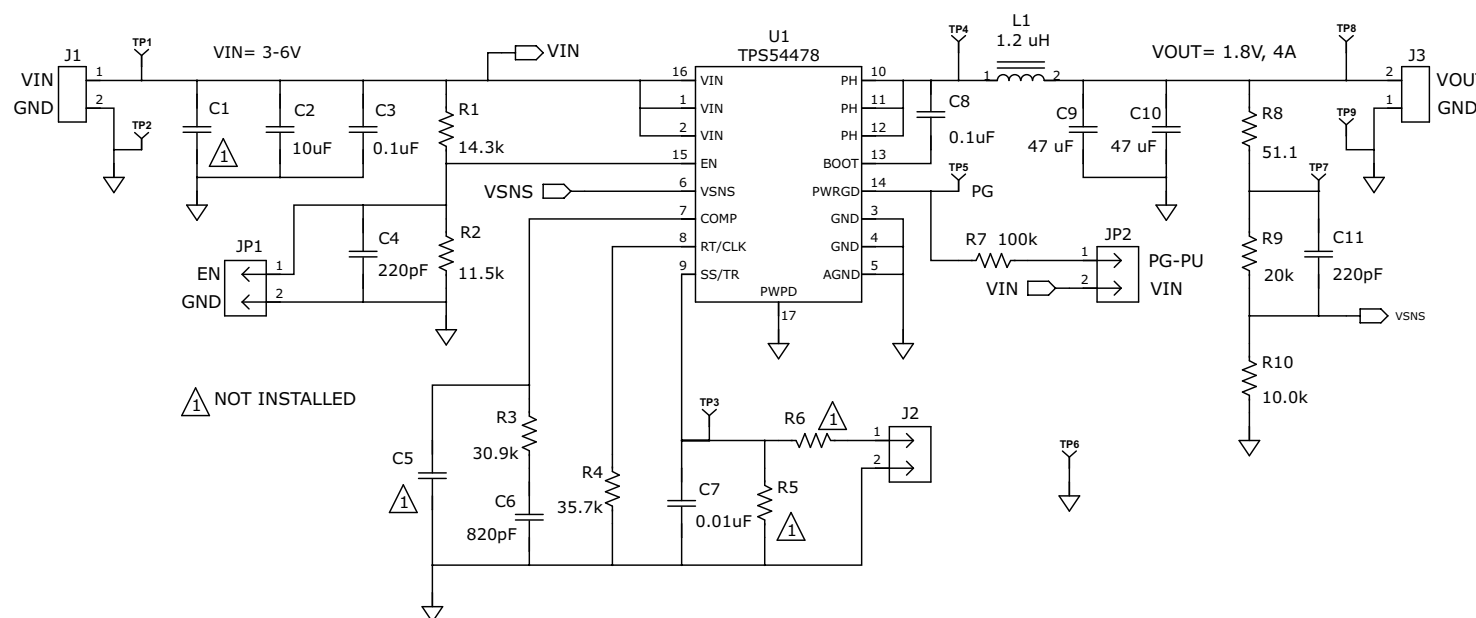 J1
TP1
VIN= 3-6V
VIN
U1
TPS54478
TP4
L1
1.2 uH
VOUT= 1.8V, 4A
TP8
J3
VIN
1
GND
2
TP2
C1
1
C2
10uF
C3
0.1uF
R1
14.3k
16
VIN
1
VIN
2
VIN
15
EN
6
VSNS
7
COMP
8
RT/CLK
9
SS/TR
PWPD
17
PH
10
PH
11
PH
12
BOOT
13
PWRGD
14
GND
3
GND
4
AGND
5
C8
0.1uF
1
2
C9
47 uF
C10
47 uF
R8
51.1
TP9
2
VOUT
1
GND
VSNS
TP5
PG
TP7
JP1
EN
1
GND
2
C4
220pF
R2
11.5k
R7
100k
JP2
1
PG-PU
VIN
2
VIN
R9
20k
C11
220pF
VSNS
R10
10.0k
1
NOT INSTALLED
C5
1
R3
30.9k
C6
820pF
R4
35.7k
TP3
C7
0.01uF
R5
1
R6
1
J2
1
2
TP6